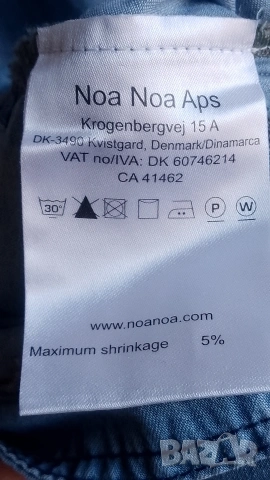 Noa Noa Aps
Krogenbergvej 15 A
DK-3490 Kvistgard, Denmark/Dinamarca
VAT no/IVA: DK 60746214
CA 41462
30° P W
www.noanoa.com
Maximum shrinkage 5%
BAZAR